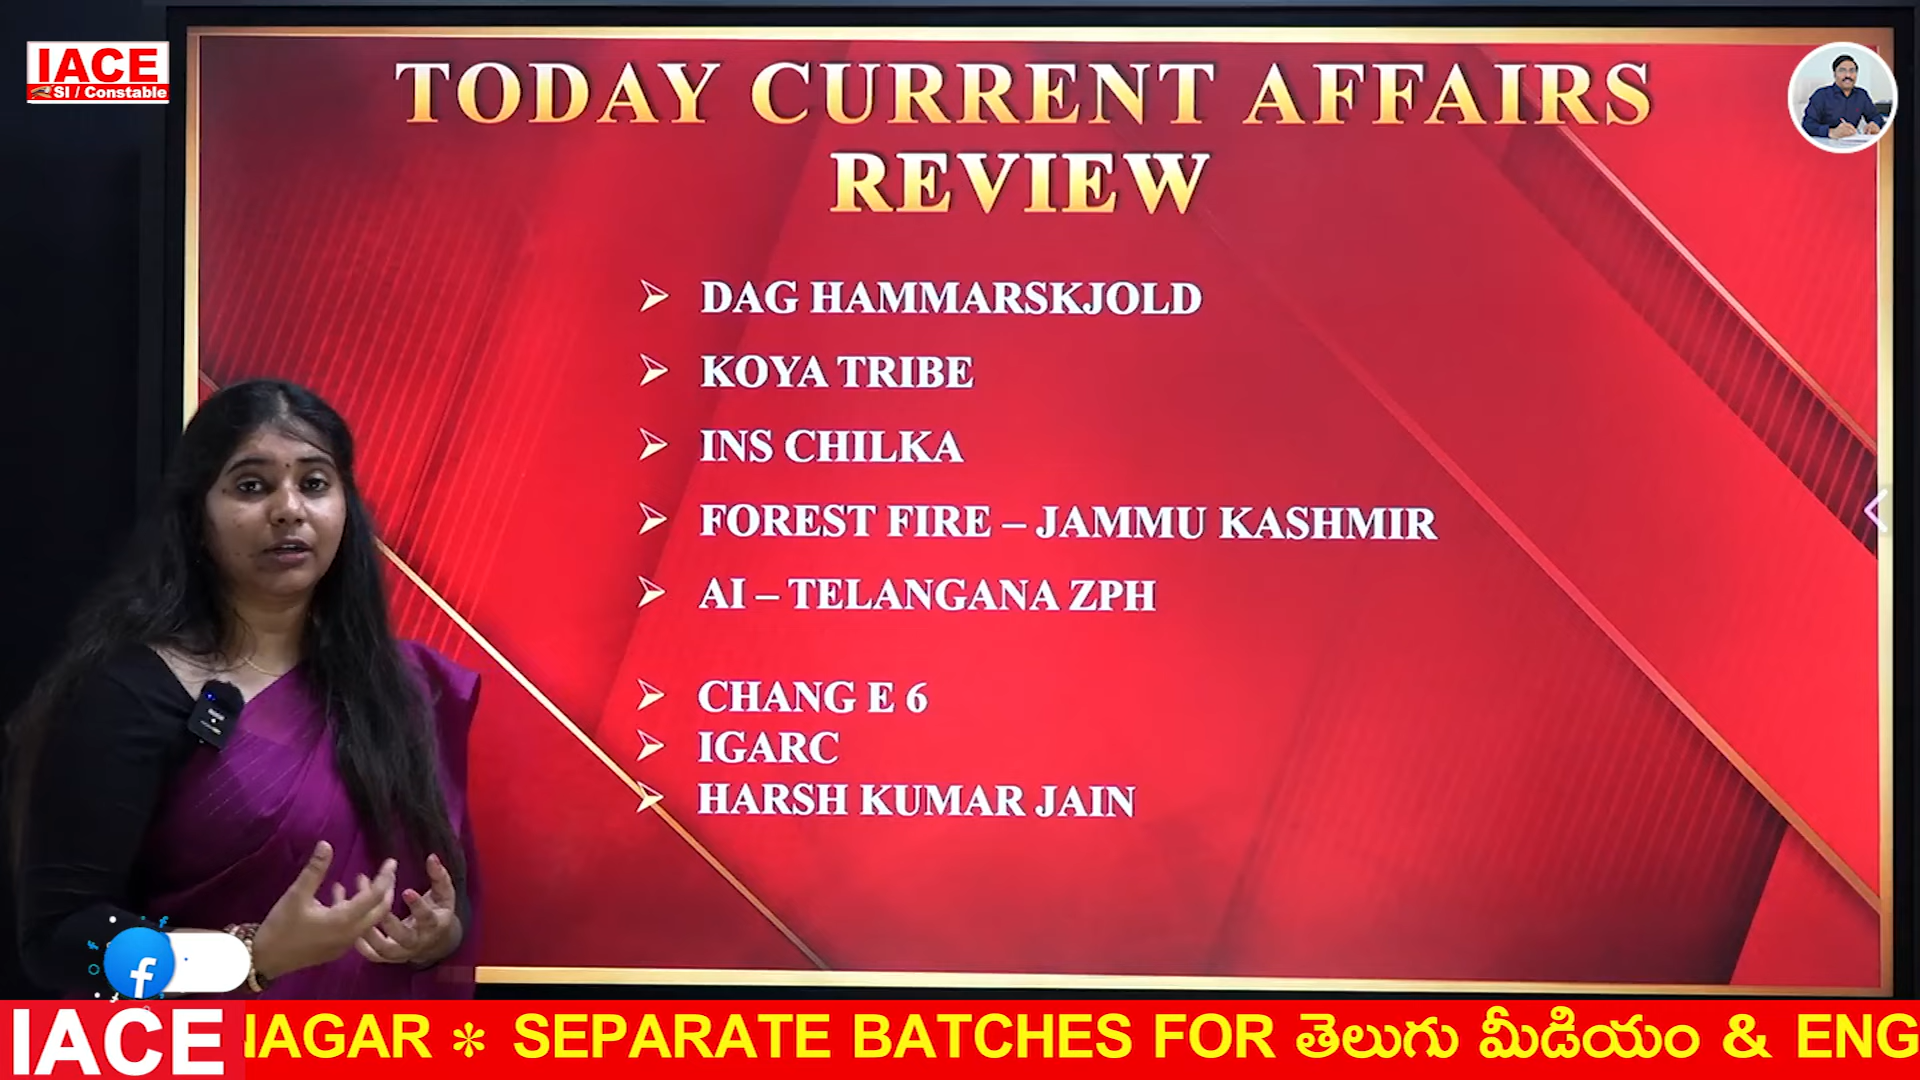 IACE
SI / Constable
TODAY CURRENT AFFAIRS
REVIEW
DAG HAMMARSKJOLD
KOYA TRIBE
INS CHILKA
FOREST FIRE – JAMMU KASHMIR
AI – TELANGANA ZPH
CHANG E 6
IGARC
HARSH KUMAR JAIN
IACE
NAGAR * SEPARATE BATCHES FOR తెలుగు మీడియం & ENG